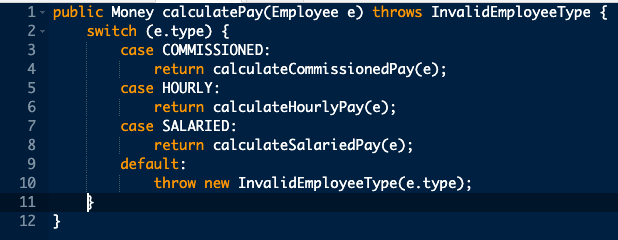 1 public Money calculatePay(Employee e) throws InvalidEmployeeType {
2     switch (e.type) {
3         case COMMISSIONED:
4             return calculateCommissionedPay(e);
5         case HOURLY:
6             return calculateHourlyPay(e);
7         case SALARIED:
8             return calculateSalariedPay(e);
9         default:
10             throw new InvalidEmployeeType(e.type);
11     }
12 }